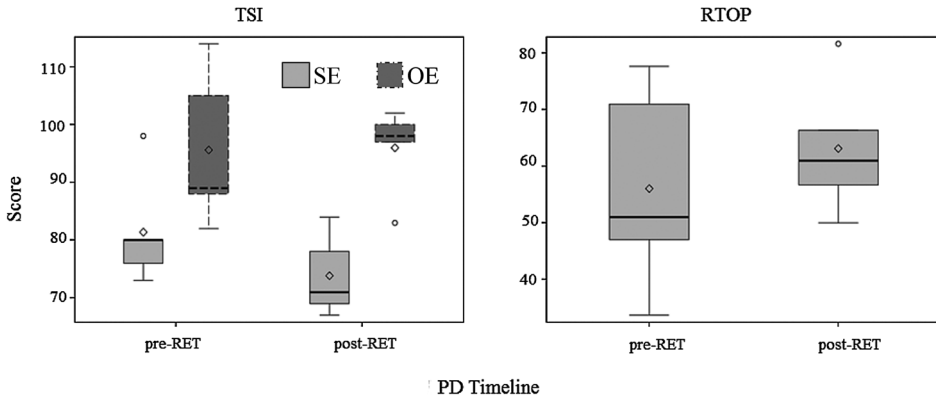 TSI
RTOP
Score
110
100
90
80
70
SE
OE
pre-RET
post-RET
80
70
60
50
40
pre-RET
post-RET
PD Timeline